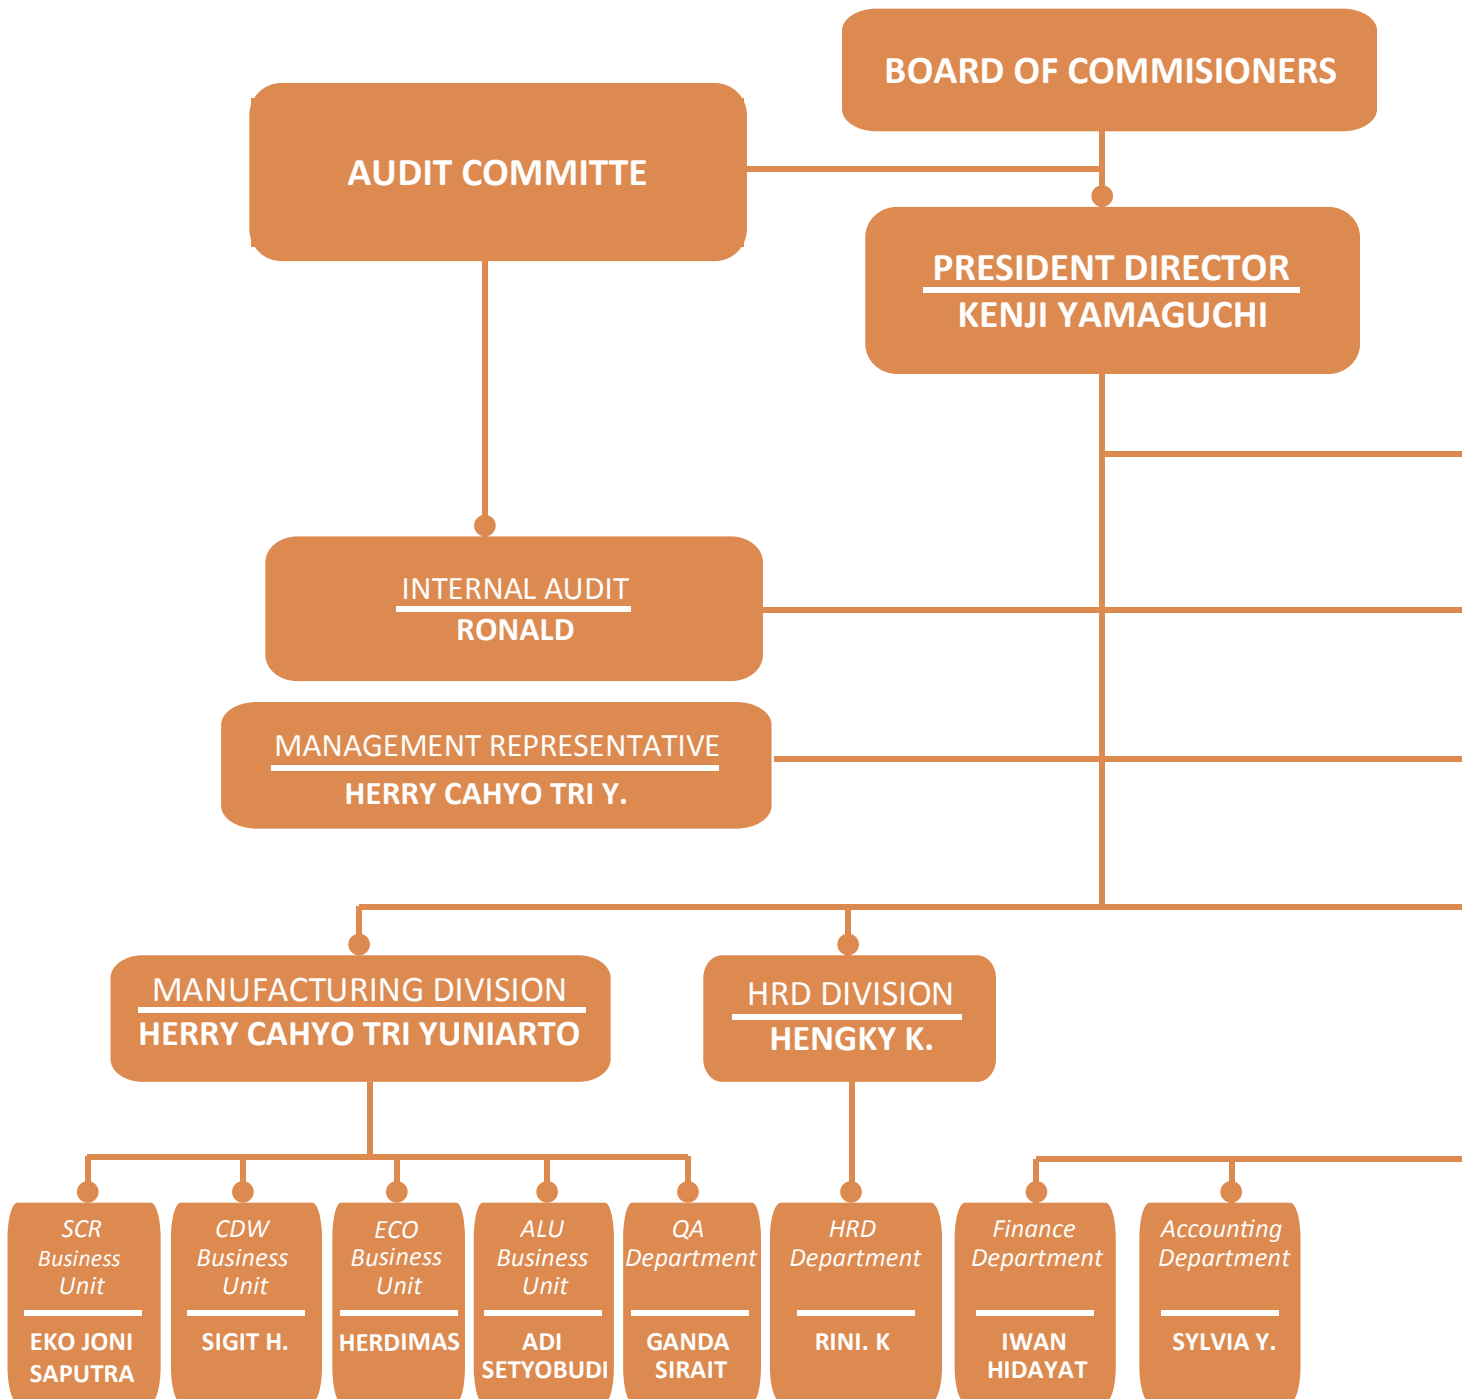 BOARD OF COMMISIONERS
AUDIT COMMITTE
PRESIDENT DIRECTOR
KENJI YAMAGUCHI
INTERNAL AUDIT
RONALD
MANAGEMENT REPRESENTATIVE
HERRY CAHYO TRI Y.
MANUFACTURING DIVISION
HERRY CAHYO TRI YUNIARTO
HRD DIVISION
HENGKY K.
SCR
Business
Unit
EKO JONI
SAPUTRA
CDW
Business
Unit
SIGIT H.
ECO
Business
Unit
HERDIMAS
ALU
Business
Unit
ADI
SETYOBUDI
QA
Department
GANDA
SIRAIT
HRD
Department
RINI. K
Finance
Department
IWAN
HIDAYAT
Accounting
Department
SYLVIA Y.